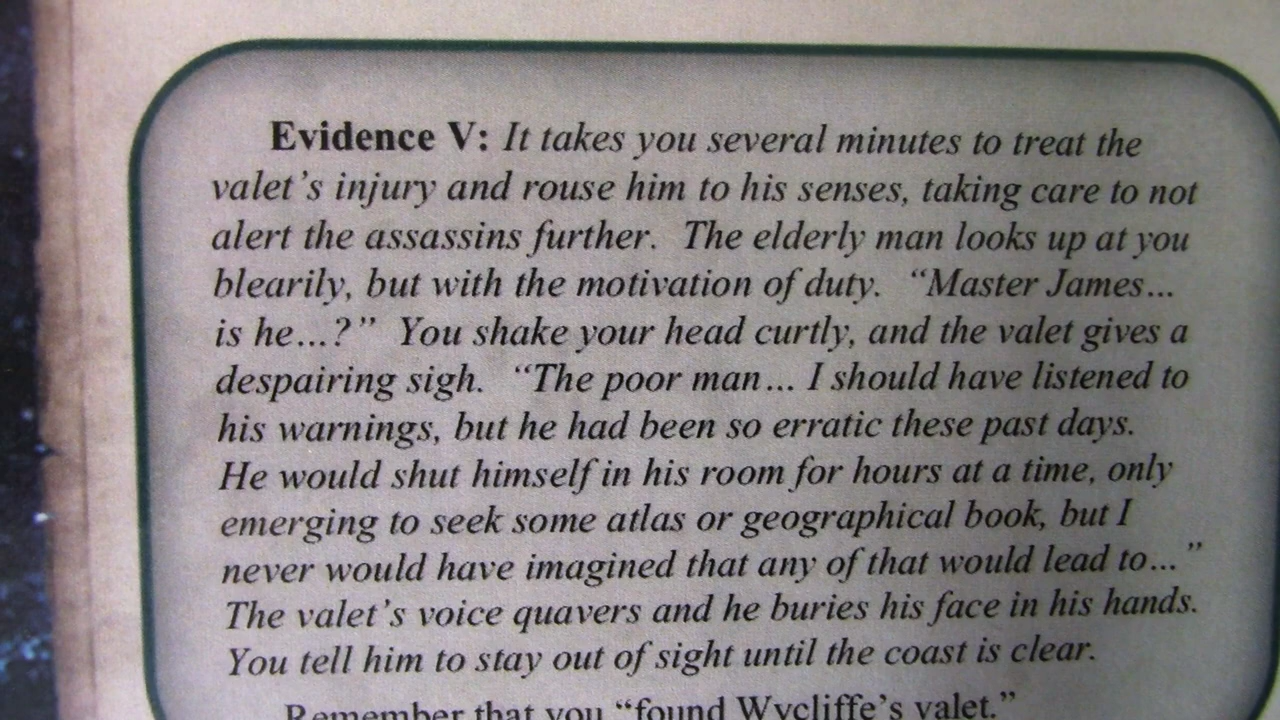 Evidence V: It takes you several minutes to treat the
valet's injury and rouse him to his senses, taking care to not
alert the assassins further.  The elderly man looks up at you
blearily, but with the motivation of duty.  “Master James...
is he...?”  You shake your head curtly, and the valet gives a
despairing sigh.  “The poor man... I should have listened to
his warnings, but he had been so erratic these past days.
He would shut himself in his room for hours at a time, only
emerging to seek some atlas or geographical book, but I
never would have imagined that any of that would lead to...”
The valet's voice quavers and he buries his face in his hands.
You tell him to stay out of sight until the coast is clear.
Remember that you “found Wycliffe's valet.”